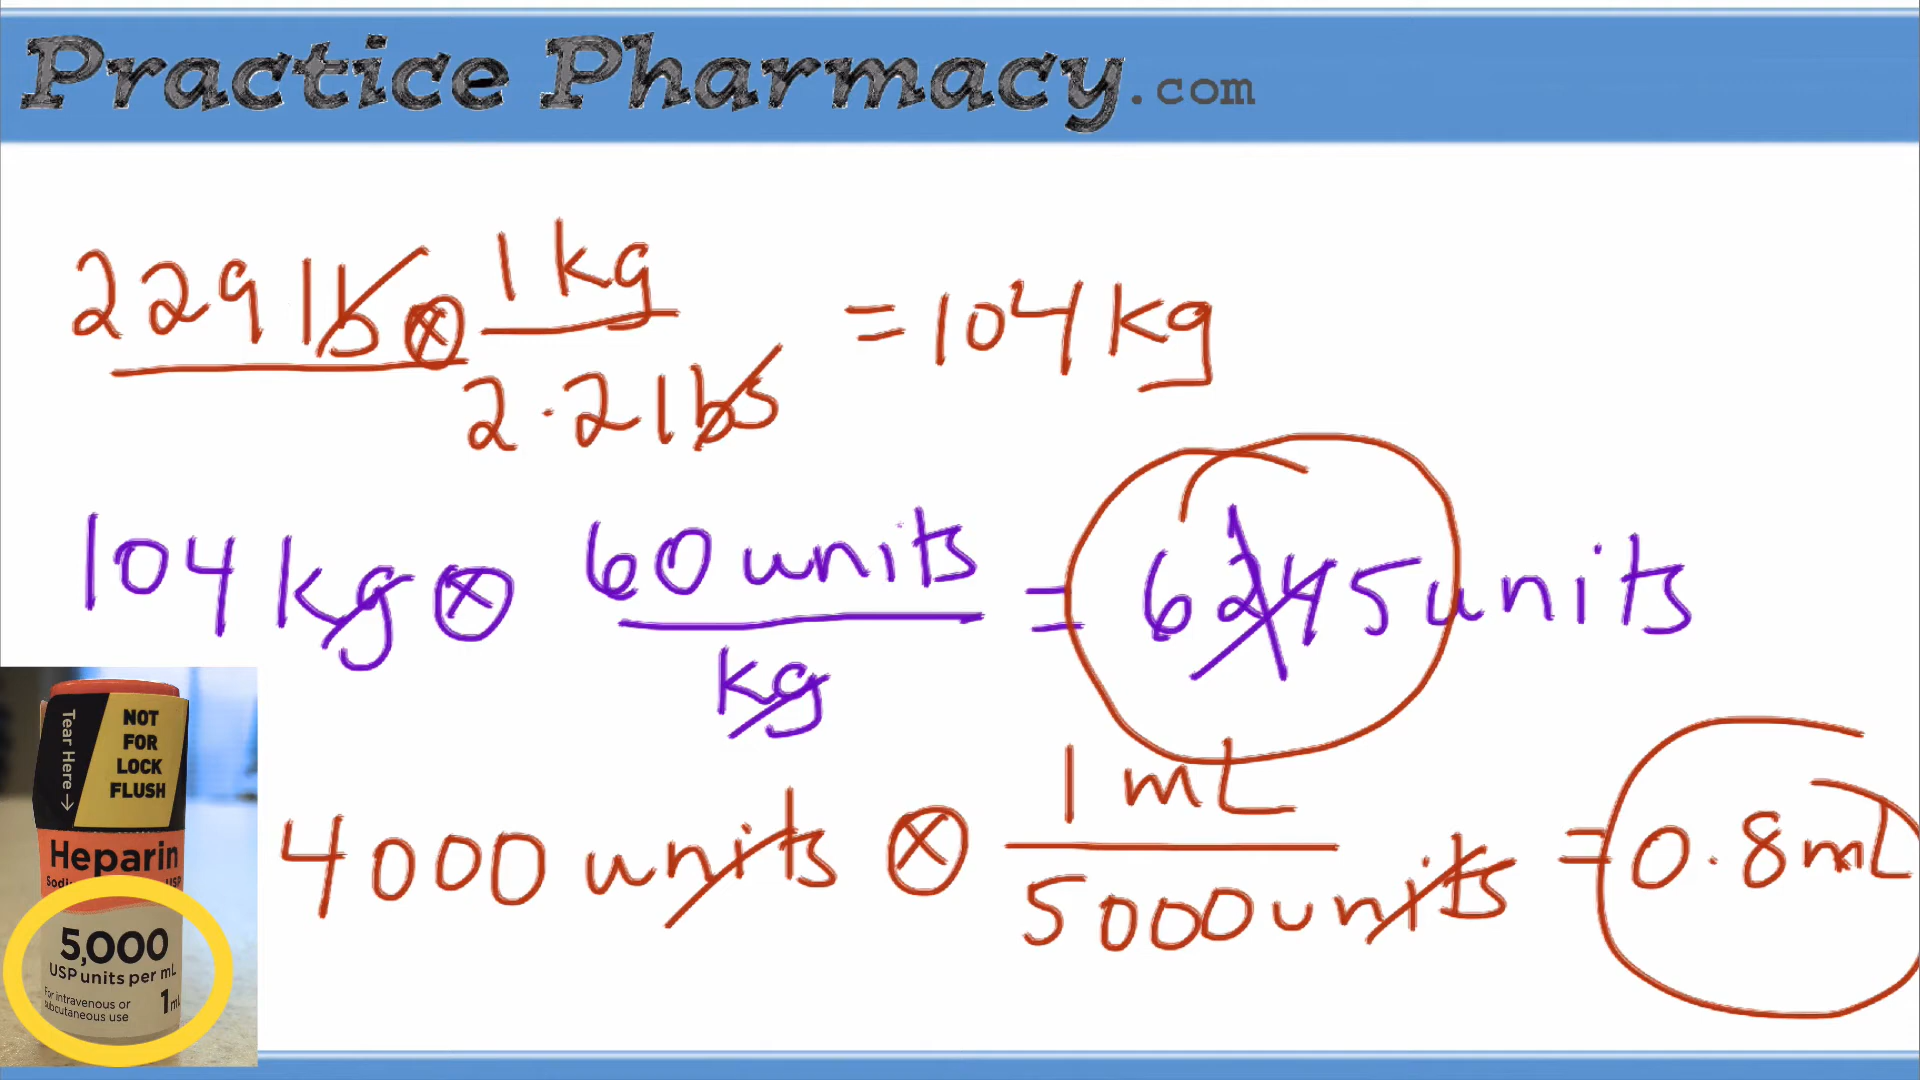 Practice Pharmacy.com
229 lb ⊗ 1 kg / 2.2 lbs = 104 kg
104 kg ⊗ 60 units / kg = 6245 units
4000 units ⊗ 1 mL / 5000 units = 0.8 mL
Tear Here →
NOT
FOR
LOCK
FLUSH
Heparin
USP
5,000
USP units per mL
For intravenous or
subcutaneous use
1 mL